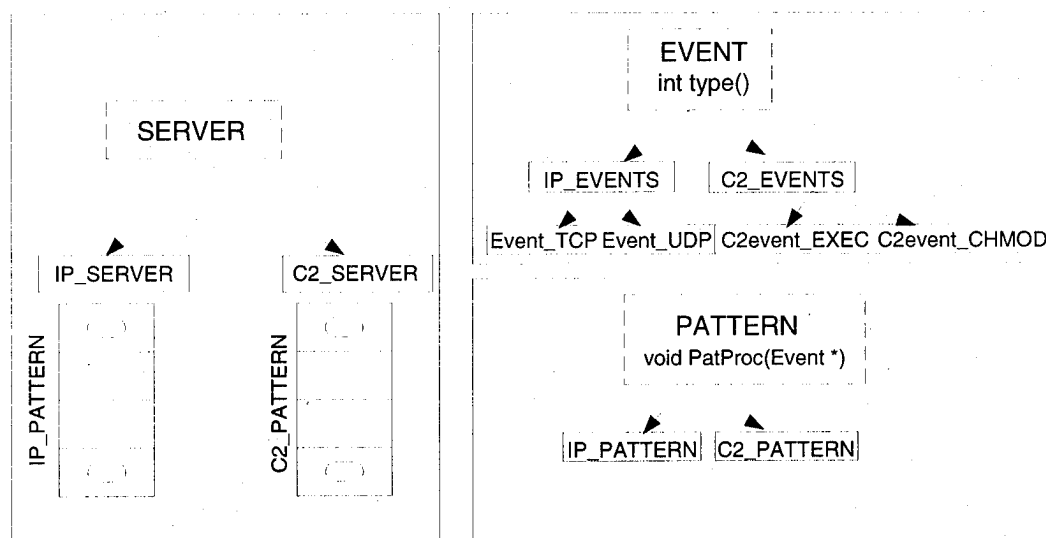 SERVER
IP_SERVER
C2_SERVER
IP_PATTERN
C2_PATTERN
EVENT
int type()
IP_EVENTS
C2_EVENTS
Event_TCP
Event_UDP
C2event_EXEC
C2event_CHMOD
PATTERN
void PatProc(Event *)
IP_PATTERN
C2_PATTERN